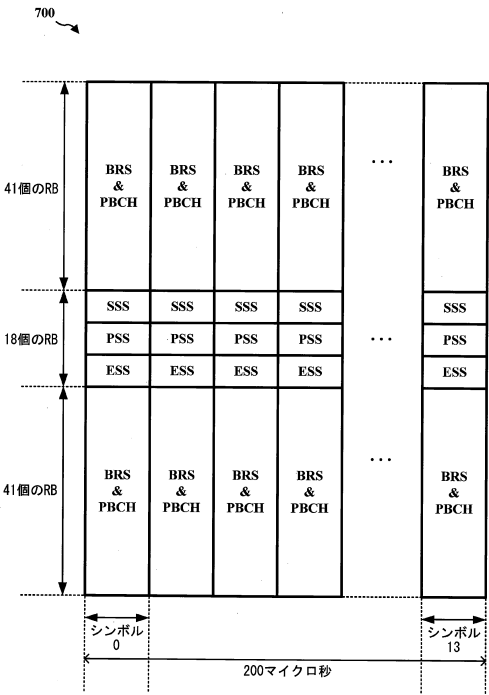 700
41個のRB
BRS & PBCH BRS & PBCH BRS & PBCH BRS & PBCH ... BRS & PBCH
18個のRB
SSS SSS SSS SSS SSS
PSS PSS PSS PSS ... PSS
ESS ESS ESS ESS ESS
41個のRB
BRS & PBCH BRS & PBCH BRS & PBCH BRS & PBCH ... BRS & PBCH
シンボル
0
シンボル
13
200マイクロ秒